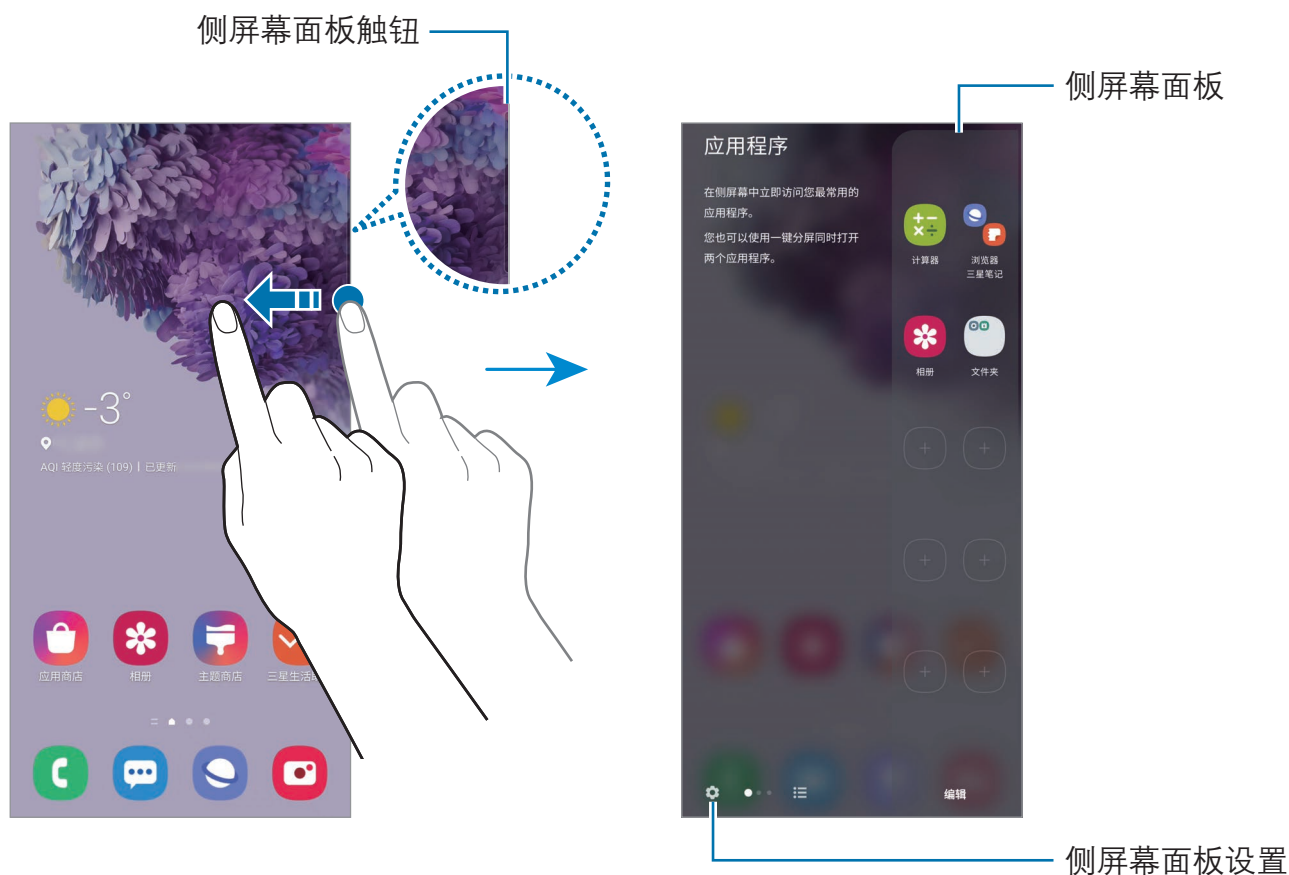 侧屏幕面板触钮
侧屏幕面板
应用程序
在侧屏幕中立即访问您最常用的
应用程序。
您也可以使用一键分屏同时打开
两个应用程序。
计算器
浏览器
三星笔记
相册
文件夹
-3°
AQI 轻度污染 (109) | 已更新
应用商店
相册
主题商店
三星生活
编辑
侧屏幕面板设置